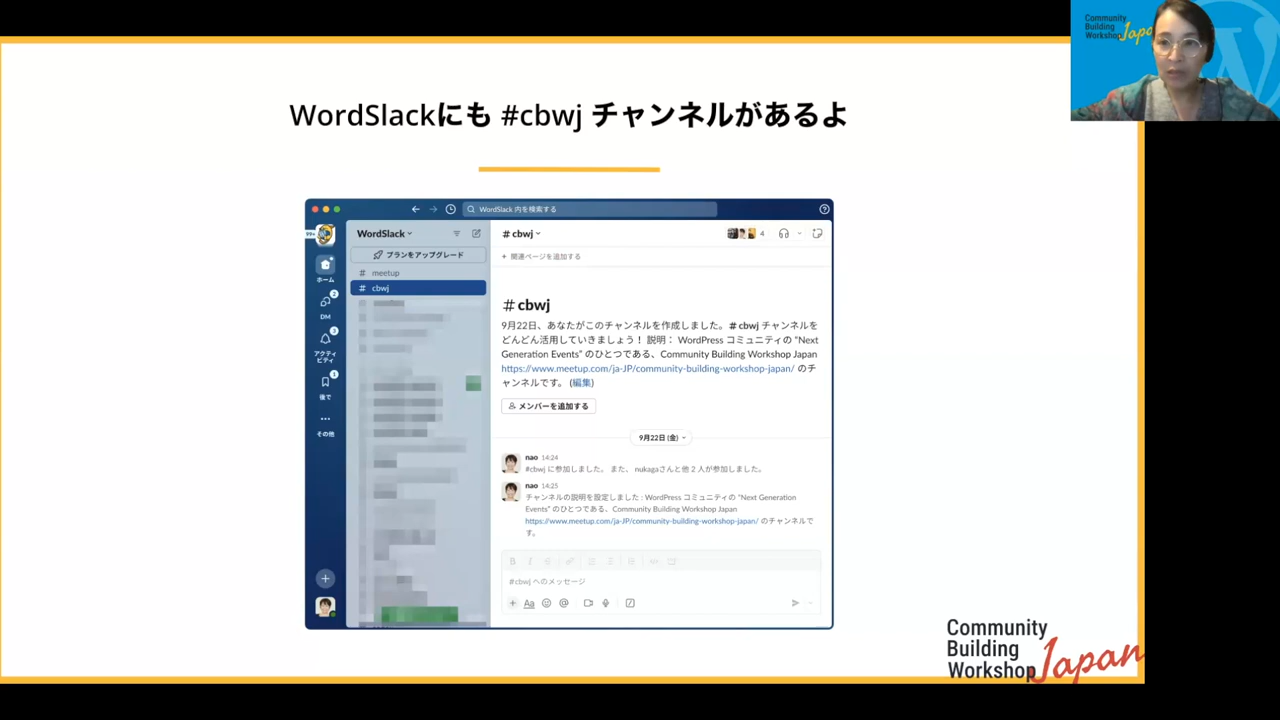 Community
Building
Workshop
WordSlackにも #cbwj チャンネルがあるよ
WordSlack 内を検索する
99+
WordSlack
# cbwj
4
プランをアップグレード
+ 関連ページを追加する
ホーム
# meetup
# cbwj
2
DM
3
アクティ
ビティ
1
後で
その他
# cbwj
9月22日、あなたがこのチャンネルを作成しました。# cbwj チャンネルを
どんどん活用していきましょう！ 説明： WordPress コミュニティの “Next
Generation Events” のひとつである、Community Building Workshop Japan
https://www.meetup.com/ja-JP/community-building-workshop-japan/ のチ
ャンネルです。 (編集)
メンバーを追加する
9月22日 (金)
nao 14:24
#cbwj に参加しました。 また、 nukagaさんと他 2 人が参加しました。
nao 14:25
チャンネルの説明を設定しました : WordPress コミュニティの “Next Generation
Events” のひとつである、Community Building Workshop Japan
https://www.meetup.com/ja-JP/community-building-workshop-japan/ のチャンネルで
す。
#cbwj へのメッセージ
Aa
Community
Building
Workshop Japan